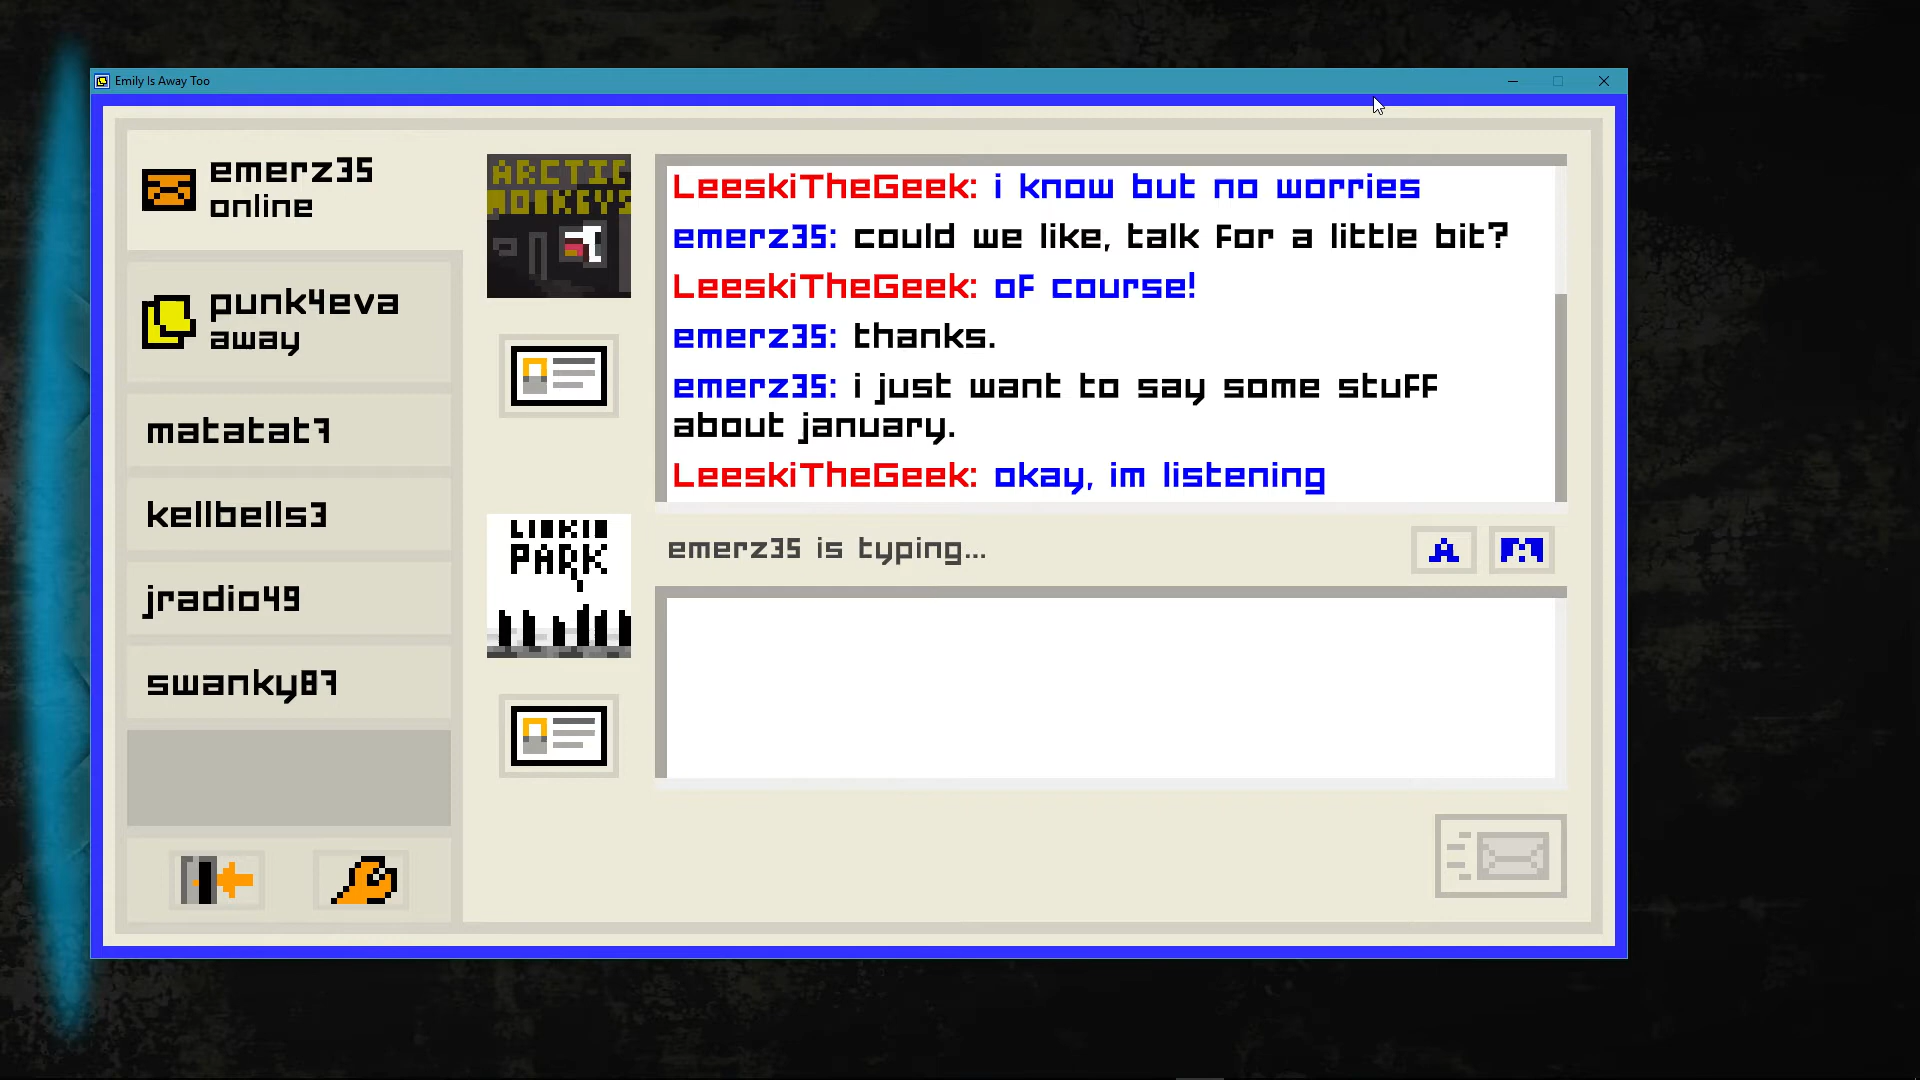 Emily Is Away Too
emerz35
online
punk4eva
away
matatat7
kellbells3
jradio49
swanky87
ARCTIC
MONKEYS
LINKIN
PARK
LeeskiTheGeek: i know but no worries
emerz35: could we like, talk for a little bit?
LeeskiTheGeek: of course!
emerz35: thanks.
emerz35: i just want to say some stuff
about january.
LeeskiTheGeek: okay, im listening
emerz35 is typing...
A